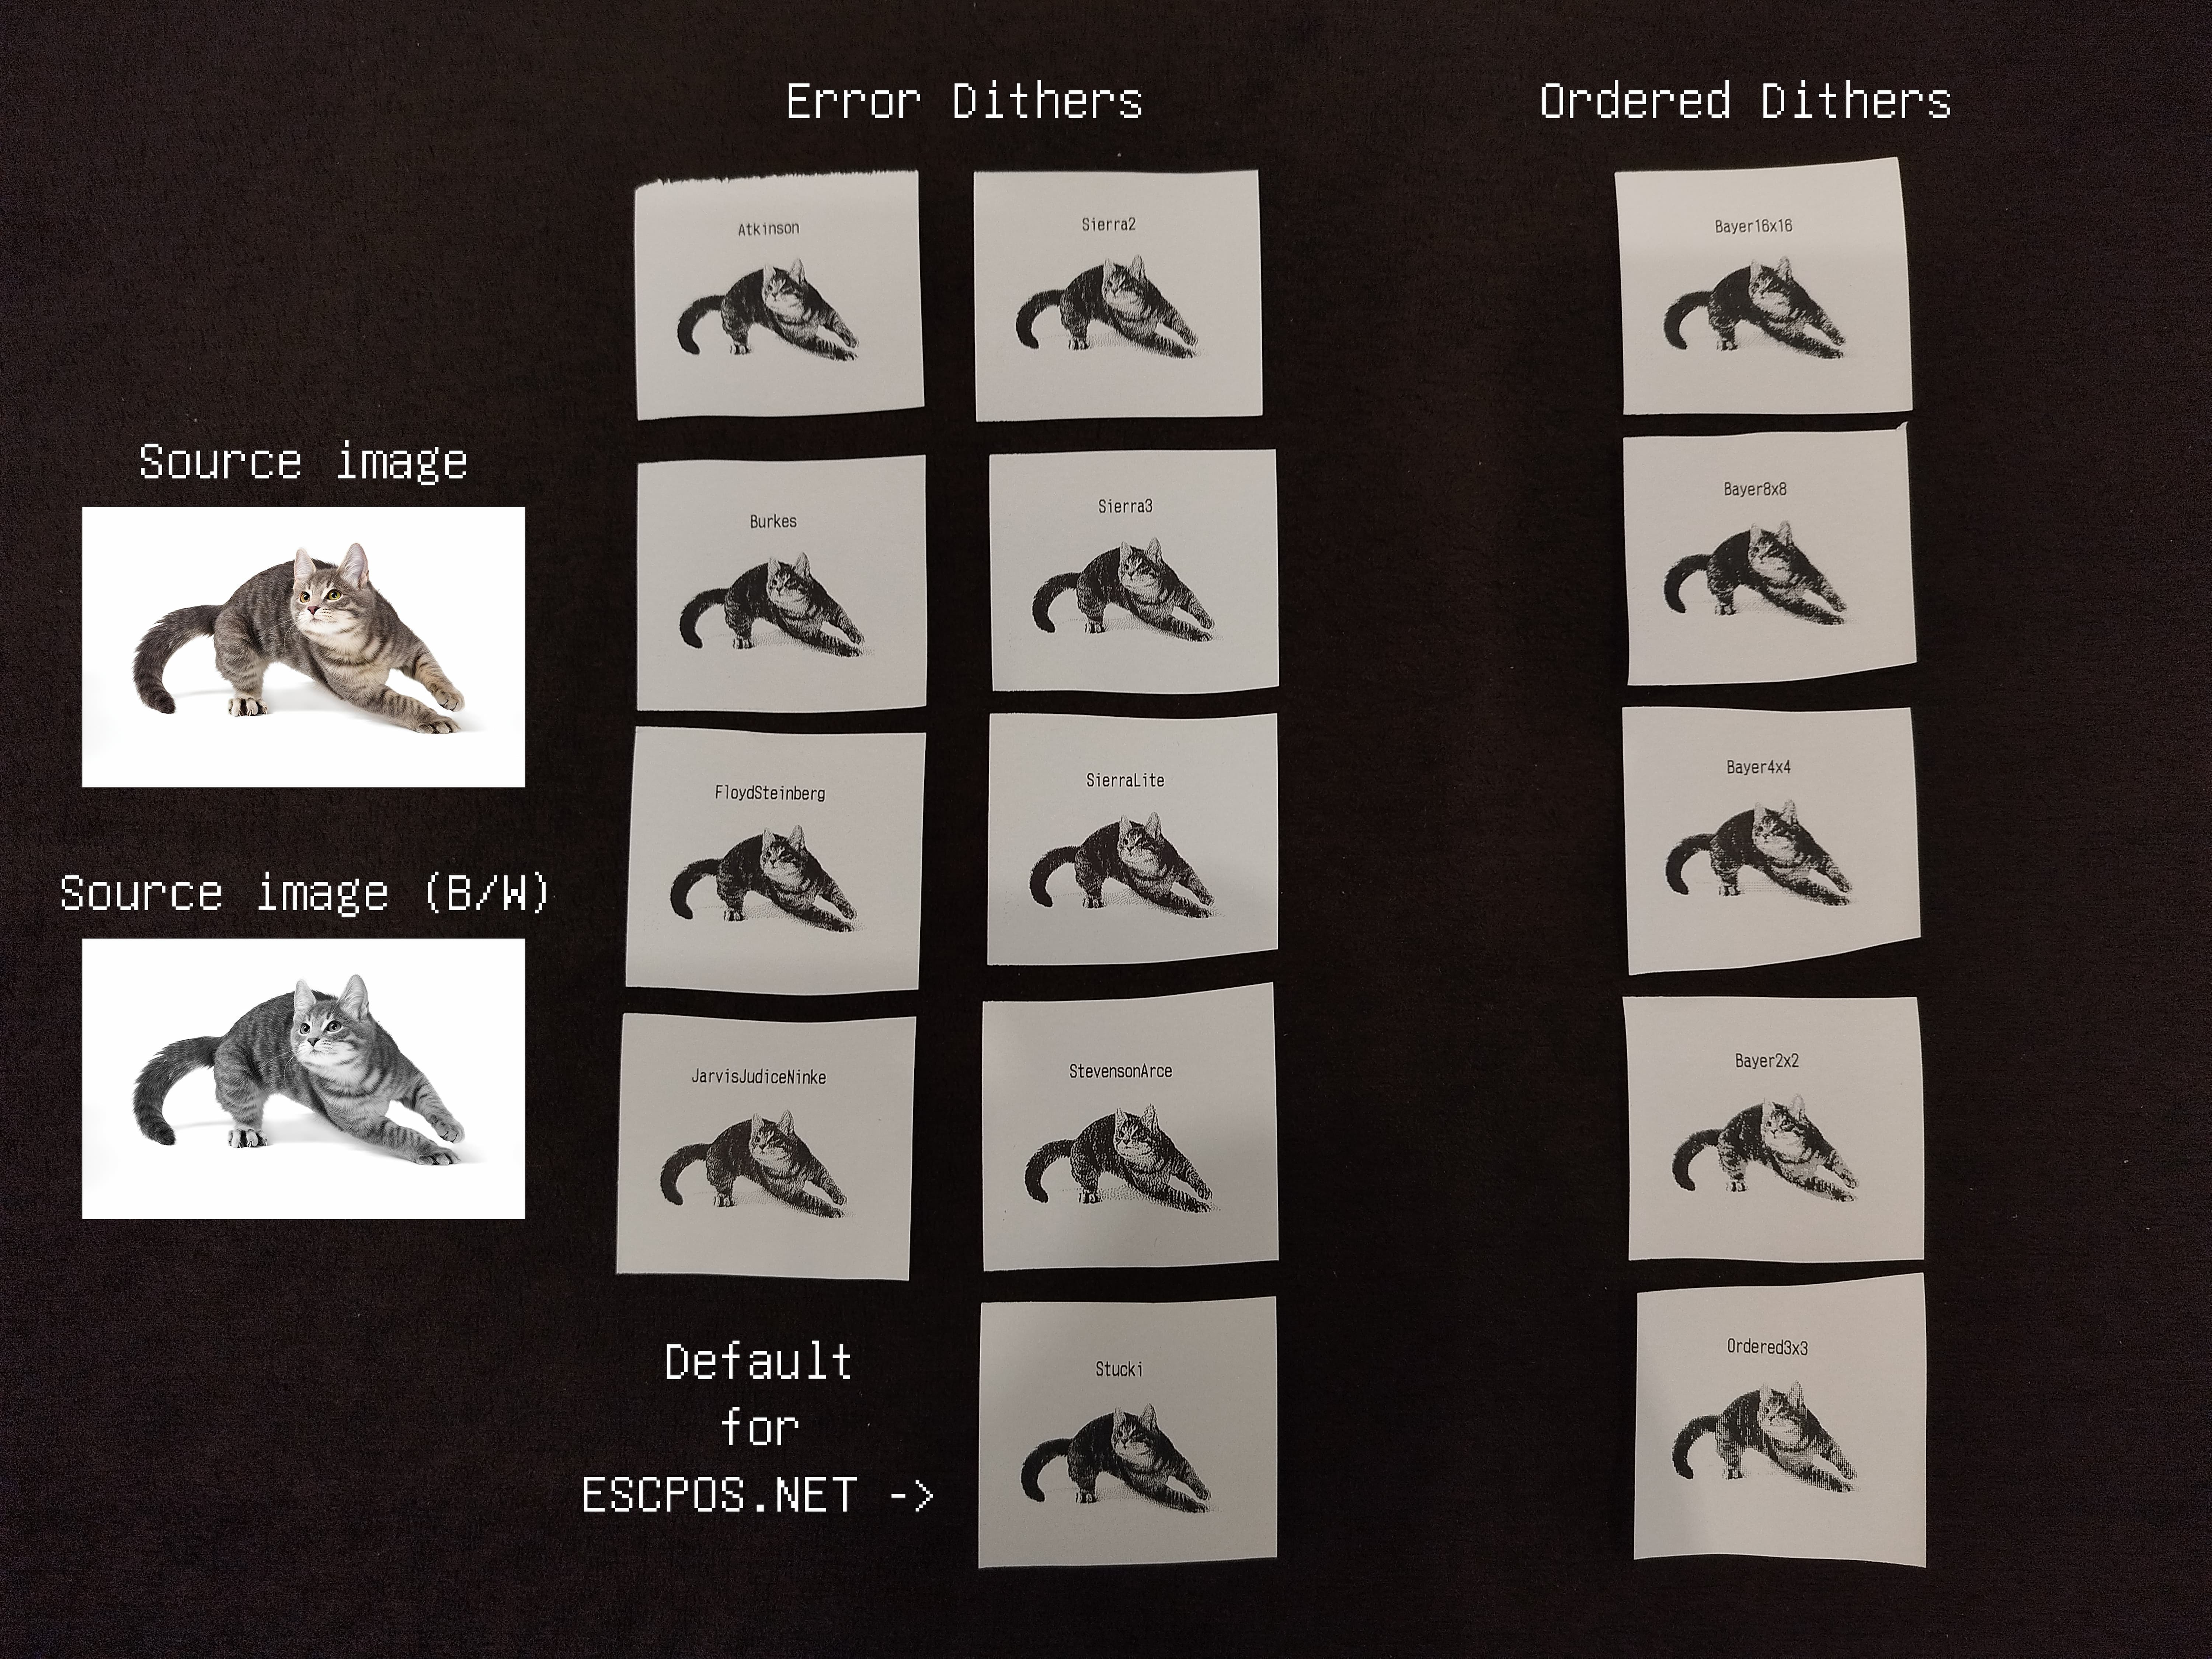 Error Dithers
Ordered Dithers
Source image
Source image (B/W)
Atkinson
Burkes
FloydSteinberg
JarvisJudiceNinke
Sierra2
Sierra3
SierraLite
StevensonArce
Default
for
ESCPOS.NET ->
Stucki
Bayer16x16
Bayer8x8
Bayer4x4
Bayer2x2
Ordered3x3